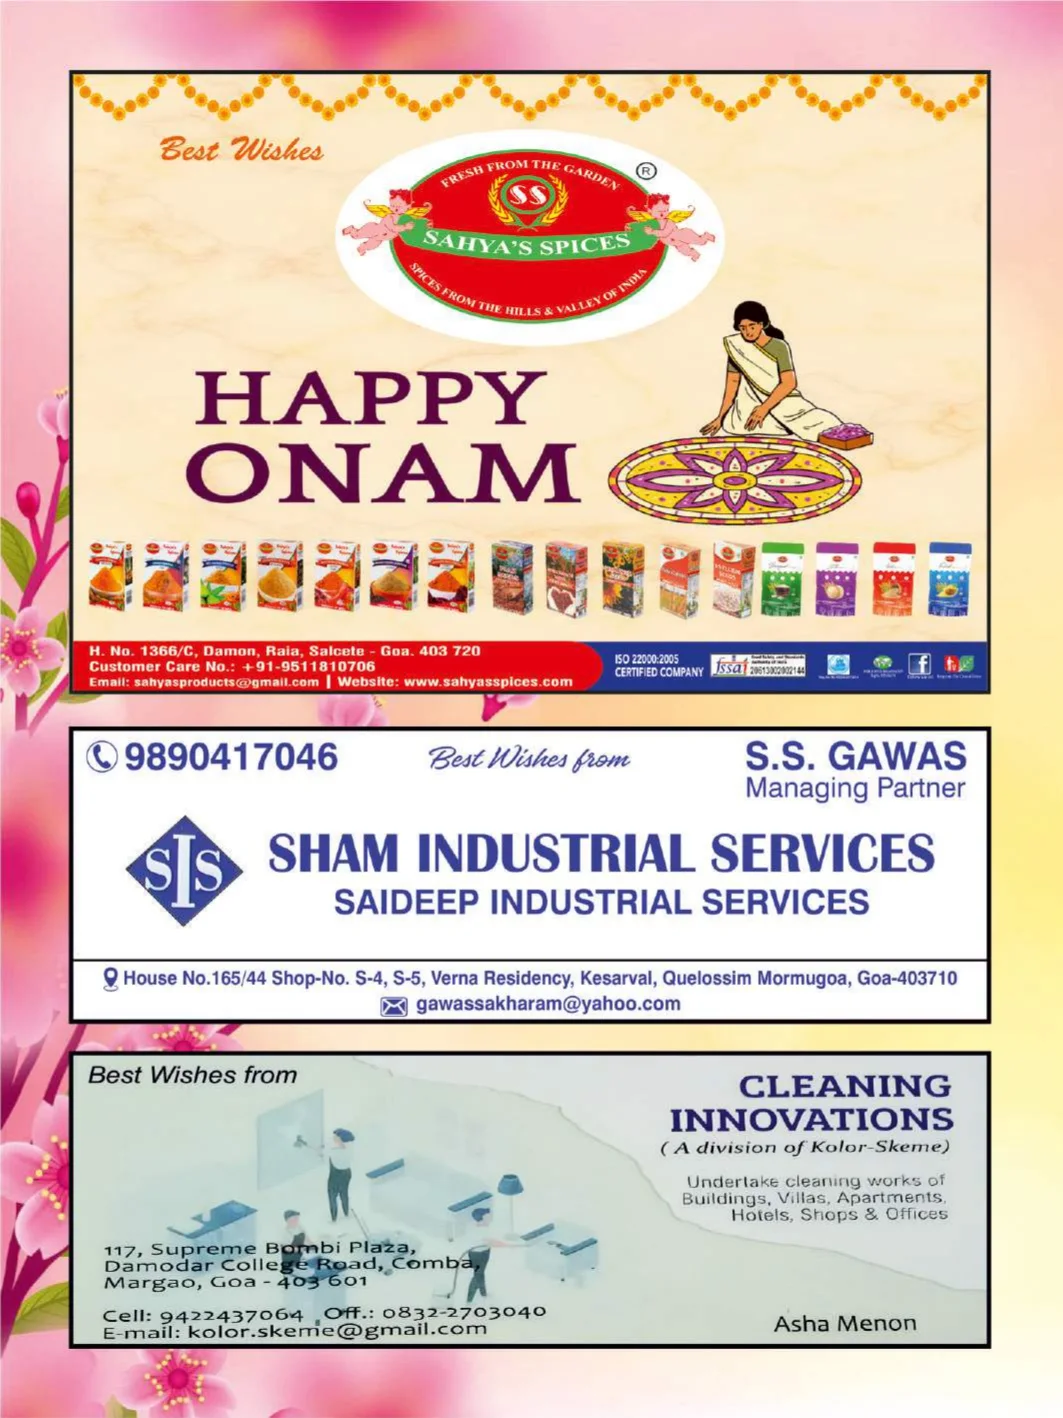 Best Wishes
FRESH FROM THE GARDEN
®
SS
SAHYA'S SPICES
SPICES FROM THE HILLS & VALLEY OF INDIA
HAPPY
ONAM
H. No. 1366/C, Damon, Raia, Salcete - Goa. 403 720
Customer Care No.: +91-9511810706
Email: sahyasproducts@gmail.com | Website: www.sahyasspices.com
ISO 22000:2005
CERTIFIED COMPANY
fssai
20613002002144
9890417046
Best Wishes from
S.S. GAWAS
Managing Partner
SIS
SHAM INDUSTRIAL SERVICES
SAIDEEP INDUSTRIAL SERVICES
House No.165/44 Shop-No. S-4, S-5, Verna Residency, Kesarval, Quelossim Mormugoa, Goa-403710
gawassakharam@yahoo.com
Best Wishes from
CLEANING
INNOVATIONS
( A division of Kolor-Skeme)
Undertake cleaning works of
Buildings, Villas, Apartments,
Hotels, Shops & Offices
117, Supreme Bombi Plaza,
Damodar College Road, Comba,
Margao, Goa - 403 601
Cell: 9422437064 Off.: 0832-2703040
E-mail: kolor.skeme@gmail.com
Asha Menon